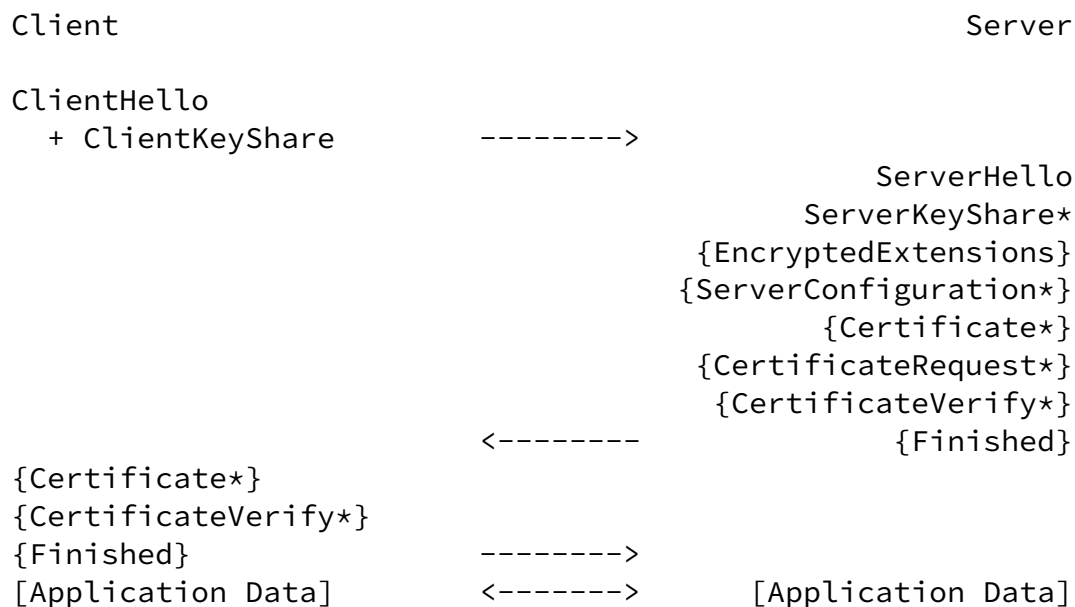 Client                                               Server

ClientHello
  + ClientKeyShare        -------->
                                                ServerHello
                                            ServerKeyShare*
                                      {EncryptedExtensions}
                                     {ServerConfiguration*}
                                             {Certificate*}
                                      {CertificateRequest*}
                                       {CertificateVerify*}
                          <--------              {Finished}
{Certificate*}
{CertificateVerify*}
{Finished}                -------->
[Application Data]        <------->      [Application Data]